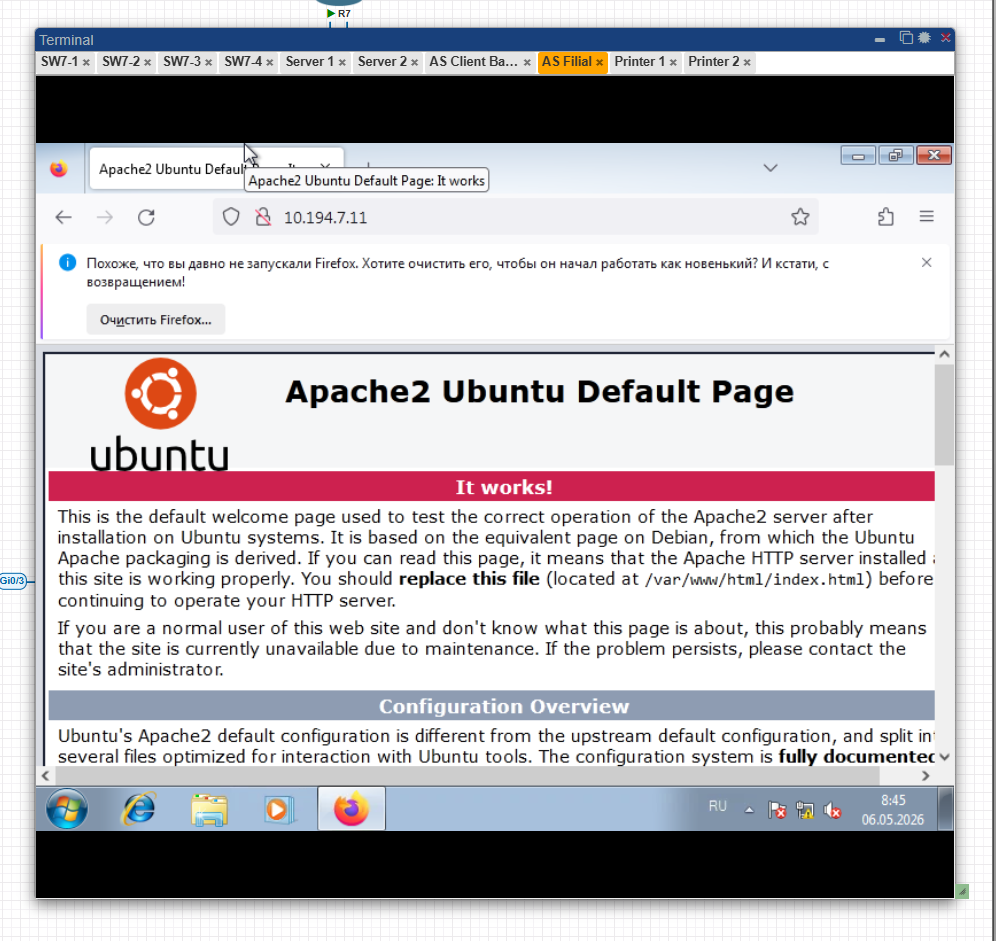 R7
Terminal
SW7-1 × SW7-2 × SW7-3 × SW7-4 × Server 1 × Server 2 × AS Client Ba... × AS Filial × Printer 1 × Printer 2 ×
Apache2 Ubuntu Defaul
Apache2 Ubuntu Default Page: It works
10.194.7.11
Похоже, что вы давно не запускали Firefox. Хотите очистить его, чтобы он начал работать как новенький? И кстати, с
возвращением!
Очистить Firefox...
ubuntu
Apache2 Ubuntu Default Page
It works!
This is the default welcome page used to test the correct operation of the Apache2 server after
installation on Ubuntu systems. It is based on the equivalent page on Debian, from which the Ubuntu
Apache packaging is derived. If you can read this page, it means that the Apache HTTP server installed
this site is working properly. You should replace this file (located at /var/www/html/index.html) before
continuing to operate your HTTP server.
If you are a normal user of this web site and don't know what this page is about, this probably means
that the site is currently unavailable due to maintenance. If the problem persists, please contact the
site's administrator.
Configuration Overview
Ubuntu's Apache2 default configuration is different from the upstream default configuration, and split in
several files optimized for interaction with Ubuntu tools. The configuration system is fully documented
Gi0/3
RU
8:45
06.05.2026